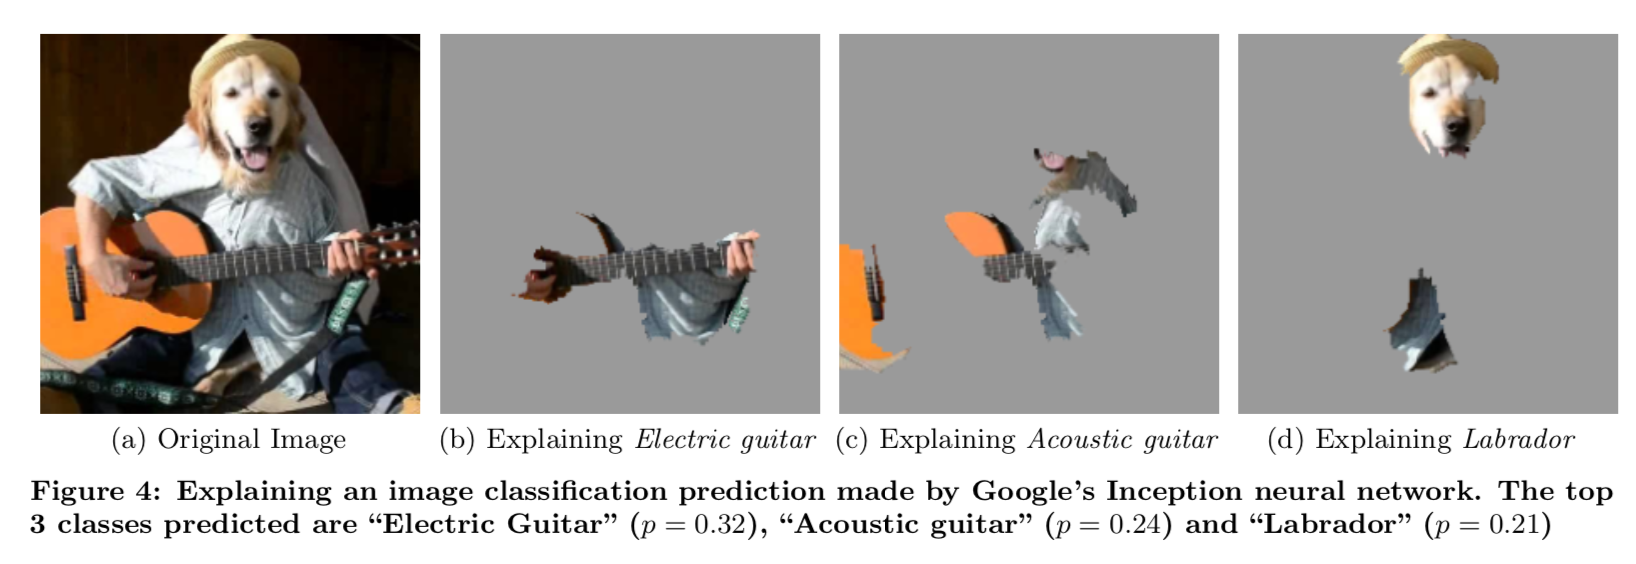 (a) Original Image
(b) Explaining Electric guitar
(c) Explaining Acoustic guitar
(d) Explaining Labrador
Figure 4: Explaining an image classification prediction made by Google's Inception neural network. The top
3 classes predicted are “Electric Guitar” (p = 0.32), “Acoustic guitar” (p = 0.24) and “Labrador” (p = 0.21)